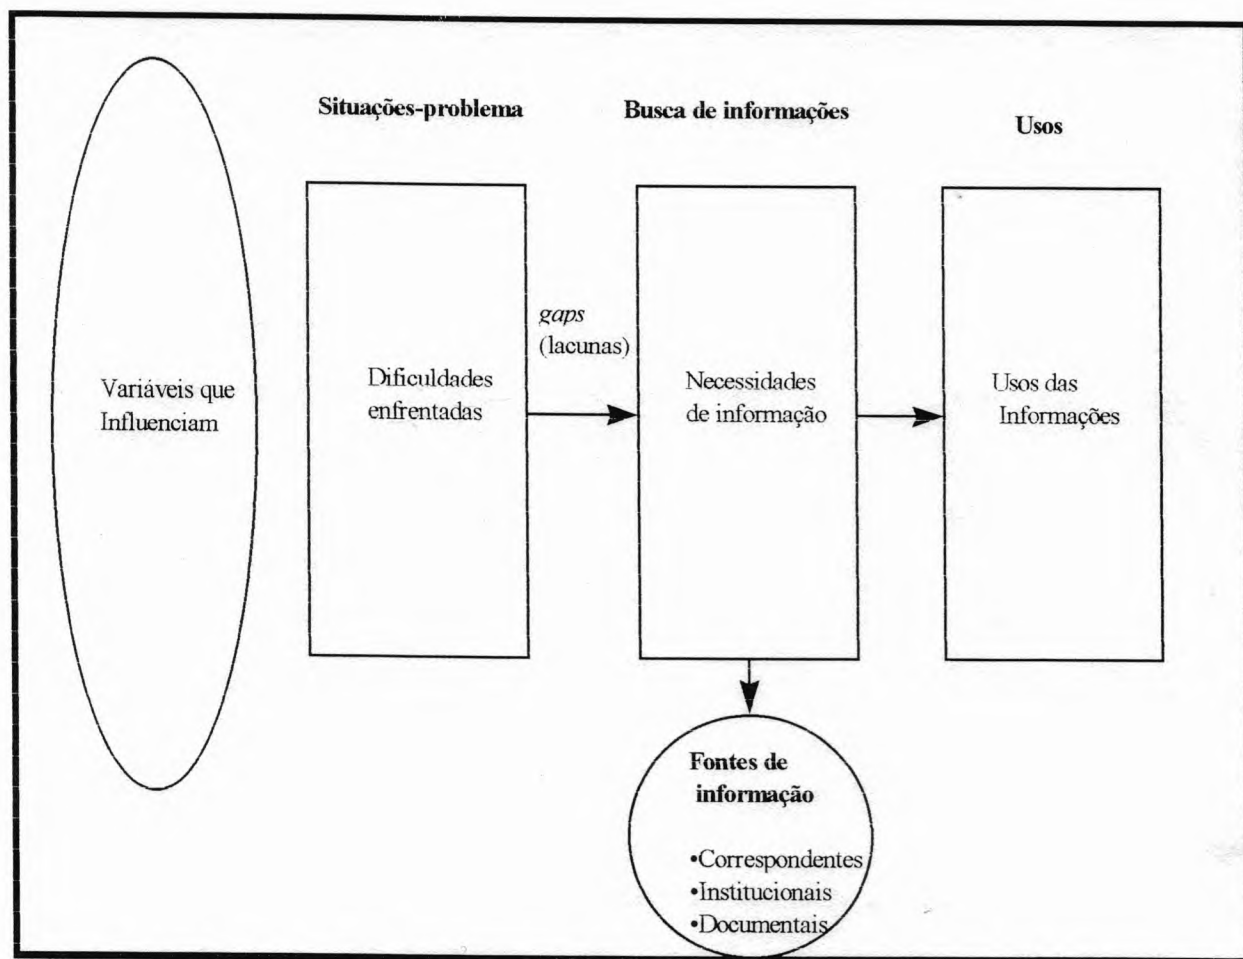 Situações-problema
Busca de informações
Usos
gaps
(lacunas)
Variáveis que
Influenciam
Dificuldades
enfrentadas
Necessidades
de informação
Usos das
Informações
Fontes de
informação
•Correspondentes
•Institucionais
•Documentais